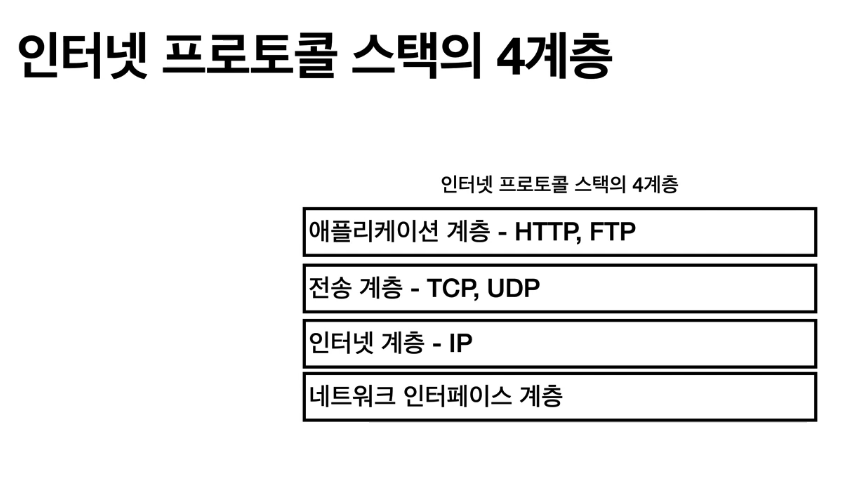 인터넷 프로토콜 스택의 4계층
인터넷 프로토콜 스택의 4계층
애플리케이션 계층 - HTTP, FTP
전송 계층 - TCP, UDP
인터넷 계층 - IP
네트워크 인터페이스 계층